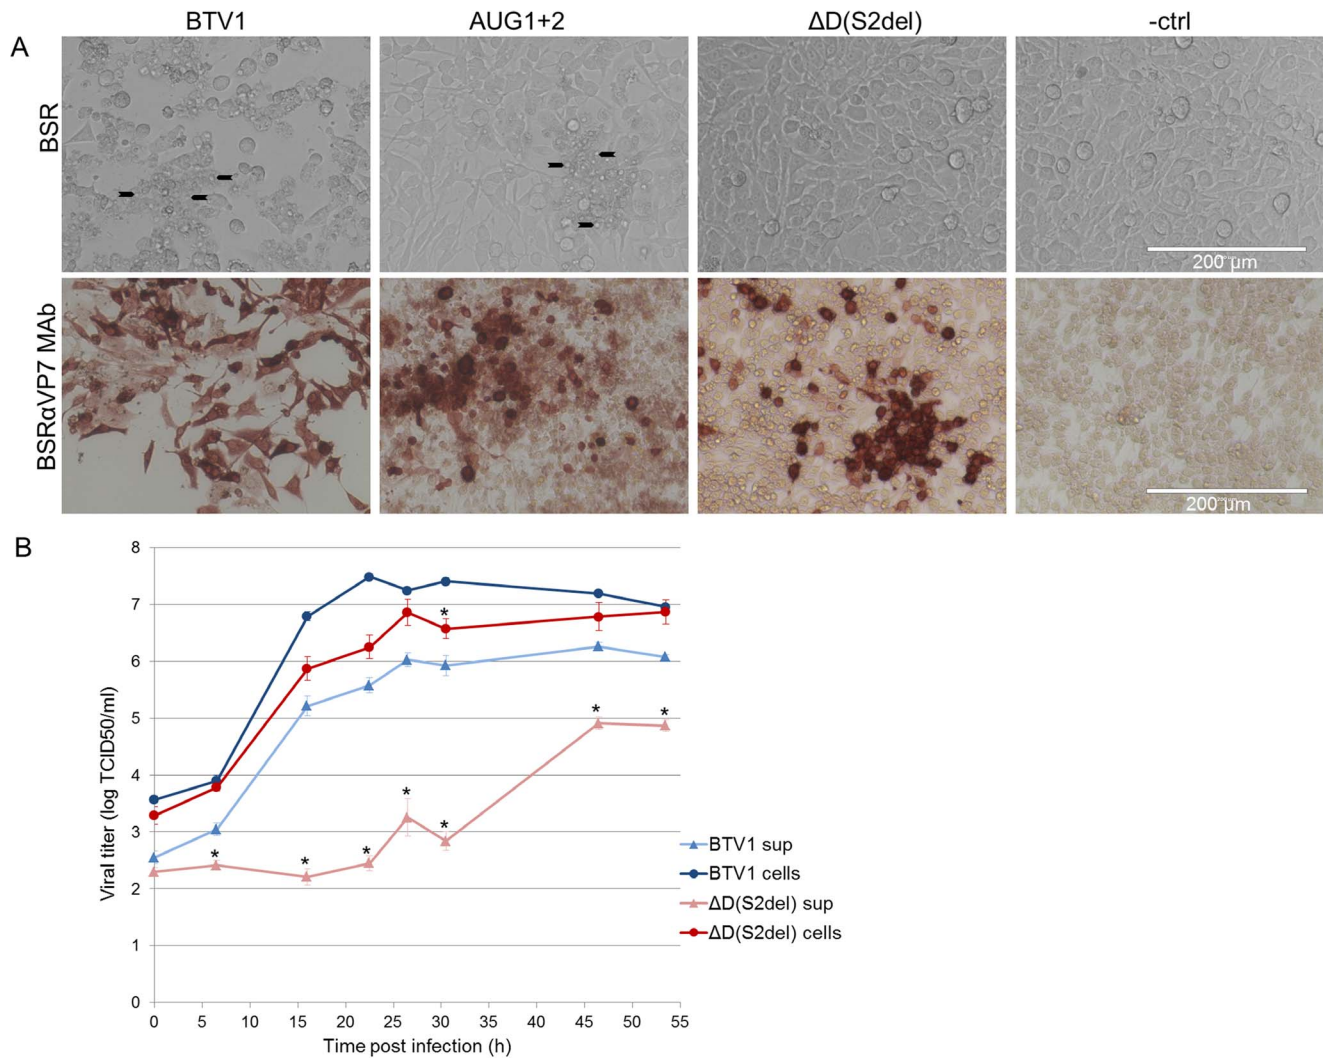 BTV1 AUG1+2 ΔD(S2del) -ctrl
A
BSR
200 µm
BSRαVP7 MAb
200 µm
B
8
7
6
5
4
3
2
1
0
Viral titer (log TCID50/ml)
* * * * * * * *
0 5 10 15 20 25 30 35 40 45 50 55
Time post infection (h)
BTV1 sup
BTV1 cells
ΔD(S2del) sup
ΔD(S2del) cells